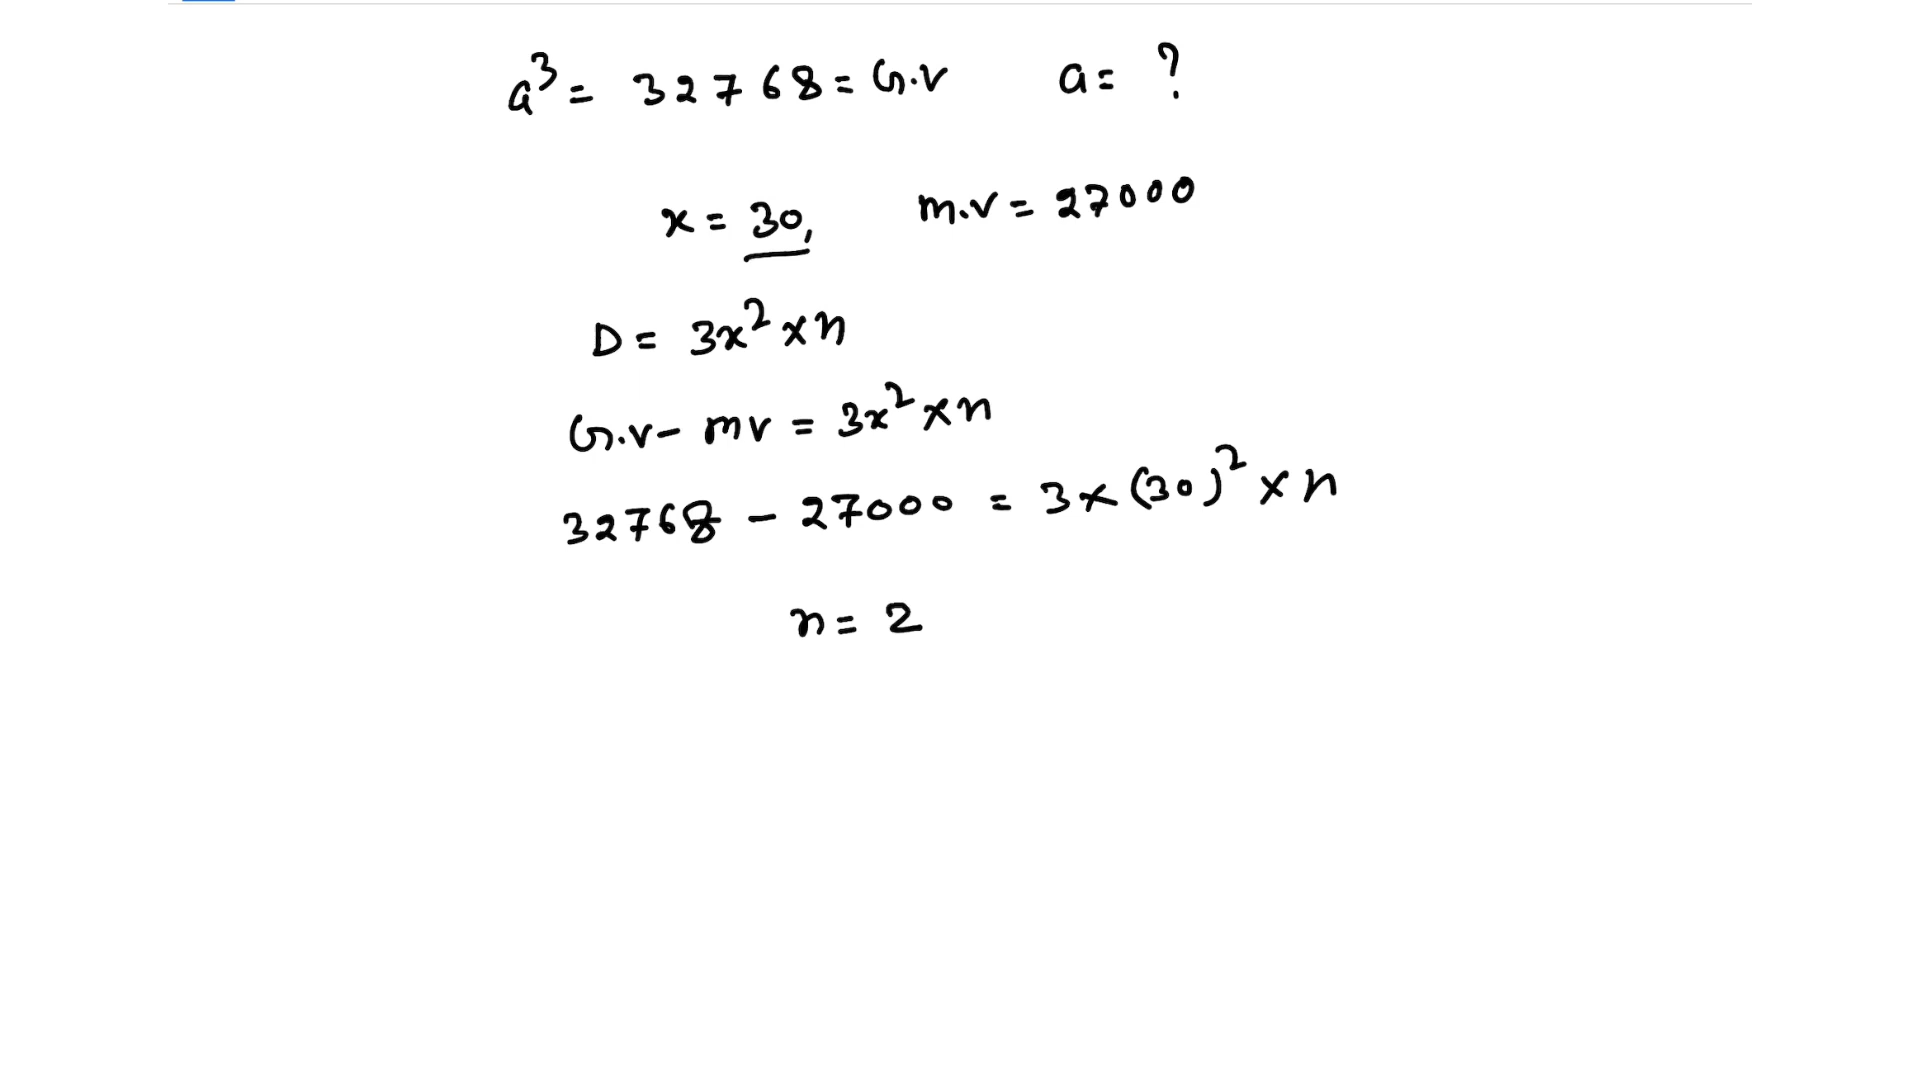 a³ = 32768 = G.V a = ?
x = 30, m.v = 27000
D = 3x² × n
G.v - mv = 3x² × n
32768 - 27000 = 3 × (30)² × n
n = 2